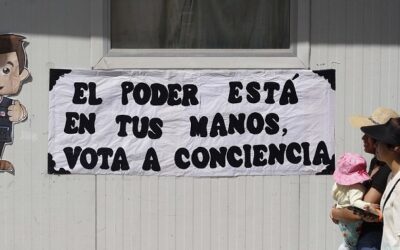 EL PODER ESTÁ
EN TUS MANOS,
VOTA A CONCIENCIA